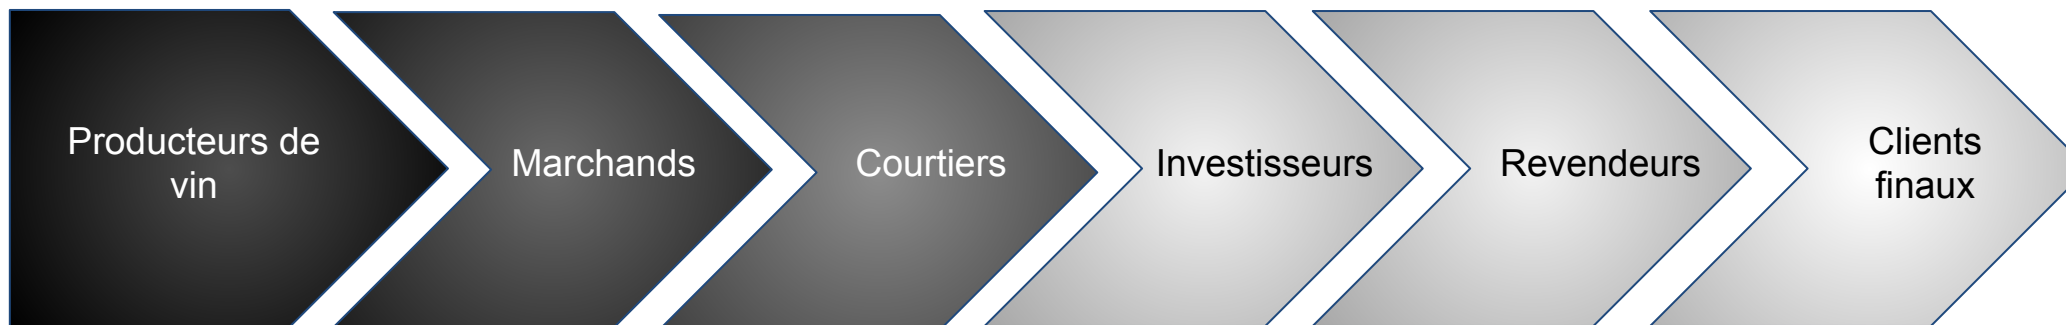 Producteurs de
vin
Marchands
Courtiers
Investisseurs
Revendeurs
Clients
finaux